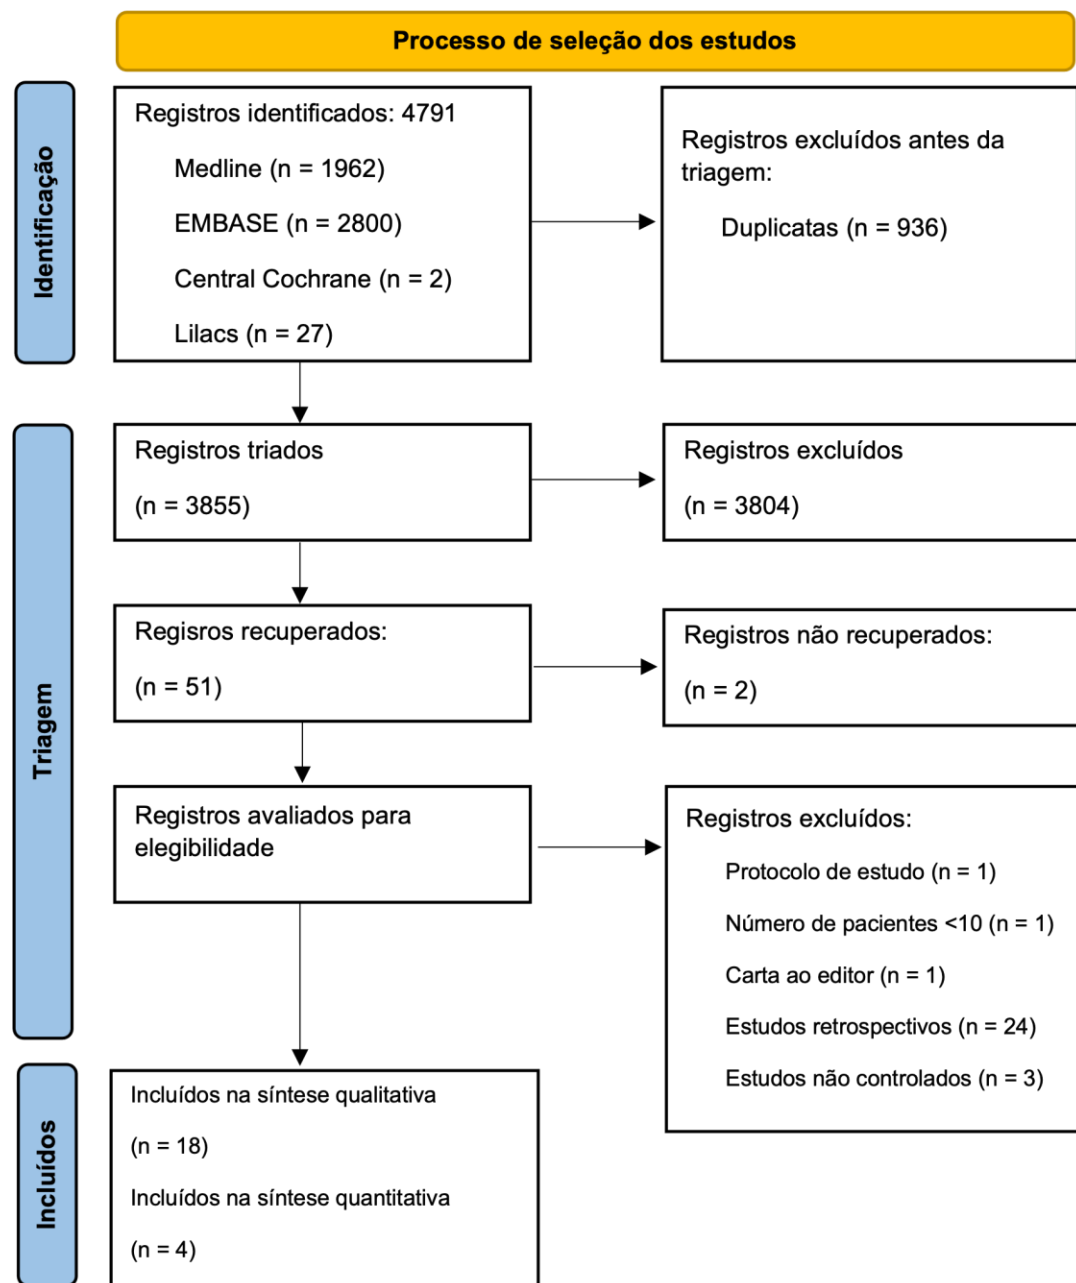 Processo de seleção dos estudos
Identificação
Registros identificados: 4791
Medline (n = 1962)
EMBASE (n = 2800)
Central Cochrane (n = 2)
Lilacs (n = 27)
Registros excluídos antes da
triagem:
Duplicatas (n = 936)
Triagem
Registros triados
(n = 3855)
Registros excluídos
(n = 3804)
Regisros recuperados:
(n = 51)
Registros não recuperados:
(n = 2)
Registros avaliados para
elegibilidade
Registros excluídos:
Protocolo de estudo (n = 1)
Número de pacientes <10 (n = 1)
Carta ao editor (n = 1)
Estudos retrospectivos (n = 24)
Estudos não controlados (n = 3)
Incluídos
Incluídos na síntese qualitativa
(n = 18)
Incluídos na síntese quantitativa
(n = 4)